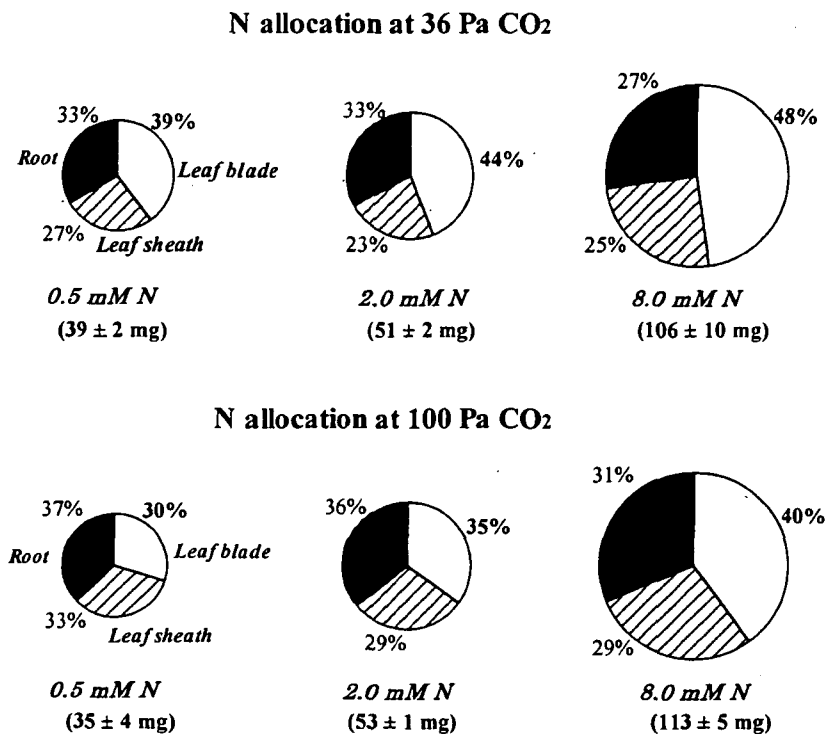 N allocation at 36 Pa CO2
33% 39%
Root Leaf blade
27% Leaf sheath
0.5 mM N
(39 ± 2 mg)
33%
44%
23%
2.0 mM N
(51 ± 2 mg)
27%
48%
25%
8.0 mM N
(106 ± 10 mg)
N allocation at 100 Pa CO2
37% 30%
Root Leaf blade
33%
Leaf sheath
0.5 mM N
(35 ± 4 mg)
36%
35%
29%
2.0 mM N
(53 ± 1 mg)
31%
40%
29%
8.0 mM N
(113 ± 5 mg)